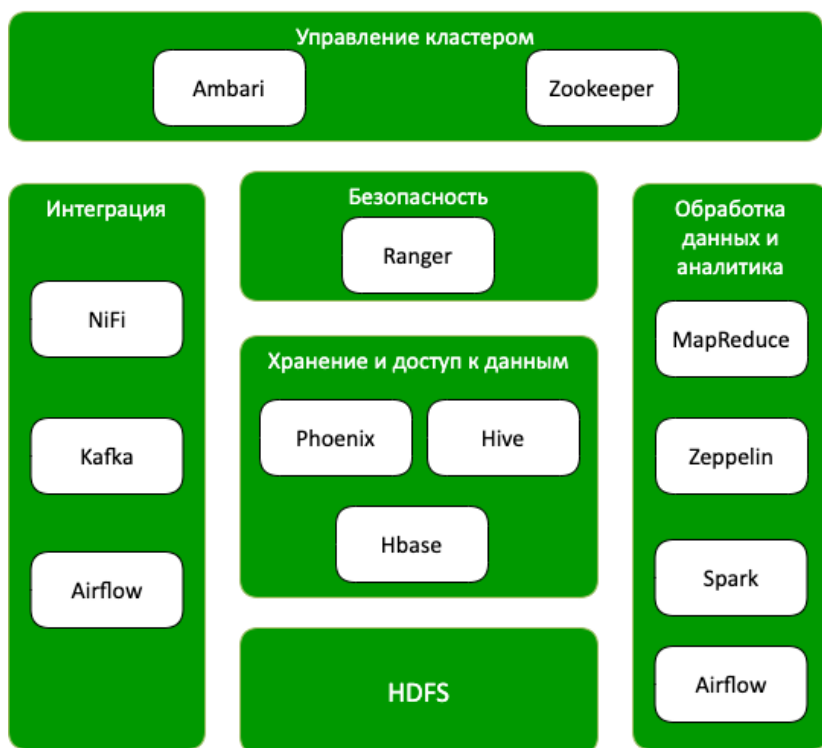 Управление кластером
Ambari
Zookeeper
Интеграция
NiFi
Kafka
Airflow
Безопасность
Ranger
Хранение и доступ к данным
Phoenix
Hive
Hbase
HDFS
Обработка
данных и
аналитика
MapReduce
Zeppelin
Spark
Airflow